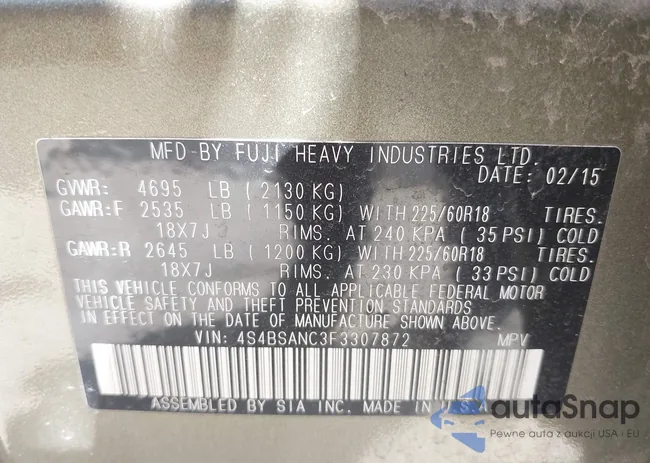 MFD-BY FUJI HEAVY INDUSTRIES LTD.
DATE: 02/15
GVWR: 4695 LB (2130 KG)
GAWR:F 2535 LB (1150 KG) WITH 225/60R18 TIRES.
18X7J RIMS. AT 240 KPA (35 PSI) COLD
GAWR:R 2645 LB (1200 KG) WITH 225/60R18 TIRES.
18X7J RIMS. AT 230 KPA (33 PSI) COLD
THIS VEHICLE CONFORMS TO ALL APPLICABLE FEDERAL MOTOR
VEHICLE SAFETY AND THEFT PREVENTION STANDARDS
IN EFFECT ON THE DATE OF MANUFACTURE SHOWN ABOVE.
VIN: 4S4BSANC3F3307872 MPV
ASSEMBLED BY SIA INC. MADE IN U.S.A.
autaSnap
Pewne auta z aukcji USA i EU